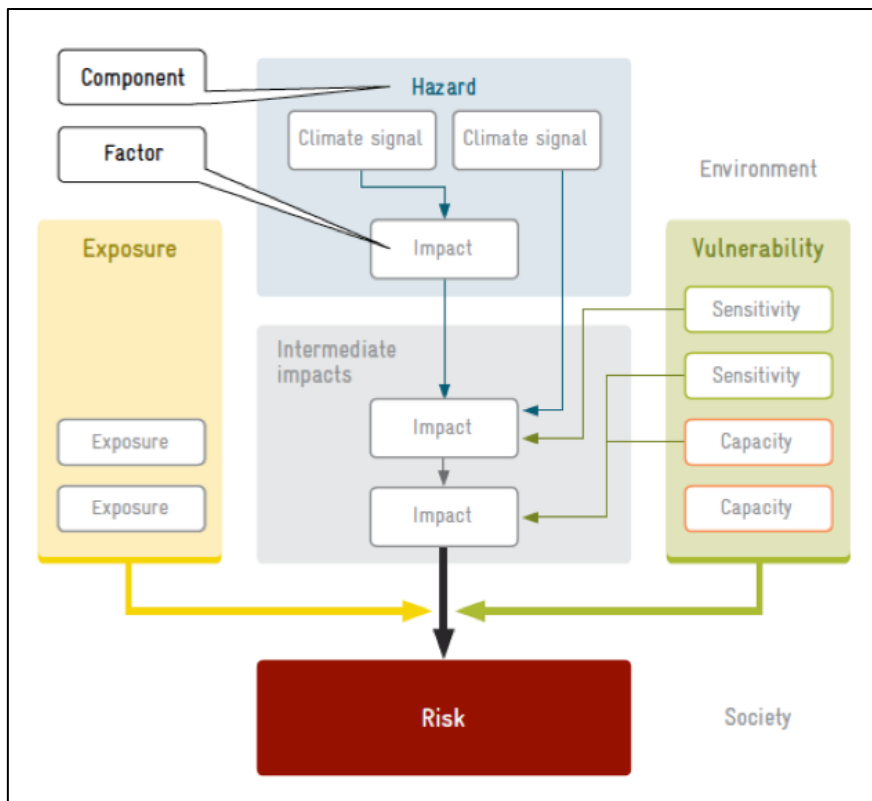 Component
Hazard
Climate signal
Climate signal
Factor
Environment
Exposure
Impact
Vulnerability
Sensitivity
Intermediate
impacts
Sensitivity
Impact
Exposure
Capacity
Exposure
Impact
Capacity
Risk
Society